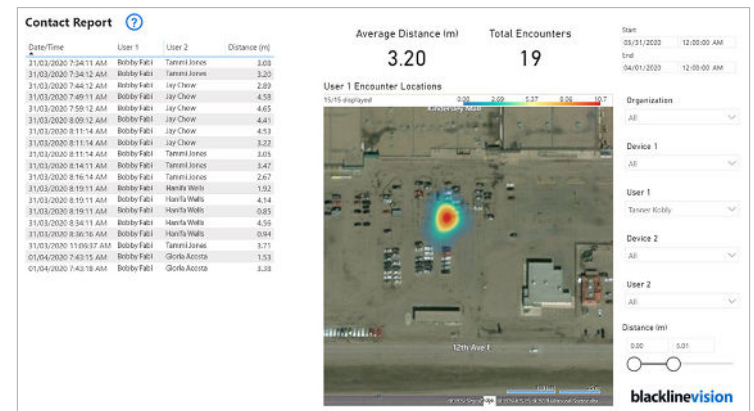 Contact Report ?
Date/Time User 1 User 2 Distance (m)
31/03/2020 7:34:11 AM Bobby Fabi Tammi Jones 3.08
31/03/2020 7:34:12 AM Bobby Fabi Tammi Jones 3.20
31/03/2020 7:44:12 AM Bobby Fabi Jay Chow 2.89
31/03/2020 7:49:11 AM Bobby Fabi Jay Chow 4.58
31/03/2020 7:59:12 AM Bobby Fabi Jay Chow 4.65
31/03/2020 8:09:12 AM Bobby Fabi Jay Chow 4.41
31/03/2020 8:11:14 AM Bobby Fabi Jay Chow 4.53
31/03/2020 8:11:14 AM Bobby Fabi Jay Chow 3.22
31/03/2020 8:11:14 AM Bobby Fabi Tammi Jones 3.05
31/03/2020 8:14:11 AM Bobby Fabi Tammi Jones 3.47
31/03/2020 8:16:14 AM Bobby Fabi Tammi Jones 2.67
31/03/2020 8:19:11 AM Bobby Fabi Hanifa Wells 1.92
31/03/2020 8:19:11 AM Bobby Fabi Hanifa Wells 4.14
31/03/2020 8:19:11 AM Bobby Fabi Hanifa Wells 0.85
31/03/2020 8:34:11 AM Bobby Fabi Hanifa Wells 4.56
31/03/2020 8:36:16 AM Bobby Fabi Hanifa Wells 0.94
31/03/2020 11:06:37 AM Bobby Fabi Tammi Jones 3.71
01/04/2020 7:43:15 AM Bobby Fabi Gloria Acosta 1.53
01/04/2020 7:43:18 AM Bobby Fabi Gloria Acosta 3.38
Average Distance (m) Total Encounters
3.20 19
User 1 Encounter Locations
15/15 displayed 0.00 2.69 5.37 8.06 10.7
Kindersley Mall
12th Ave E
Start
03/31/2020 12:00:00 AM
End
04/01/2020 12:00:00 AM
Organization
All
Device 1
All
User 1
Tanner Kobly
Device 2
All
User 2
All
Distance (m)
0.00 5.01
blacklinevision